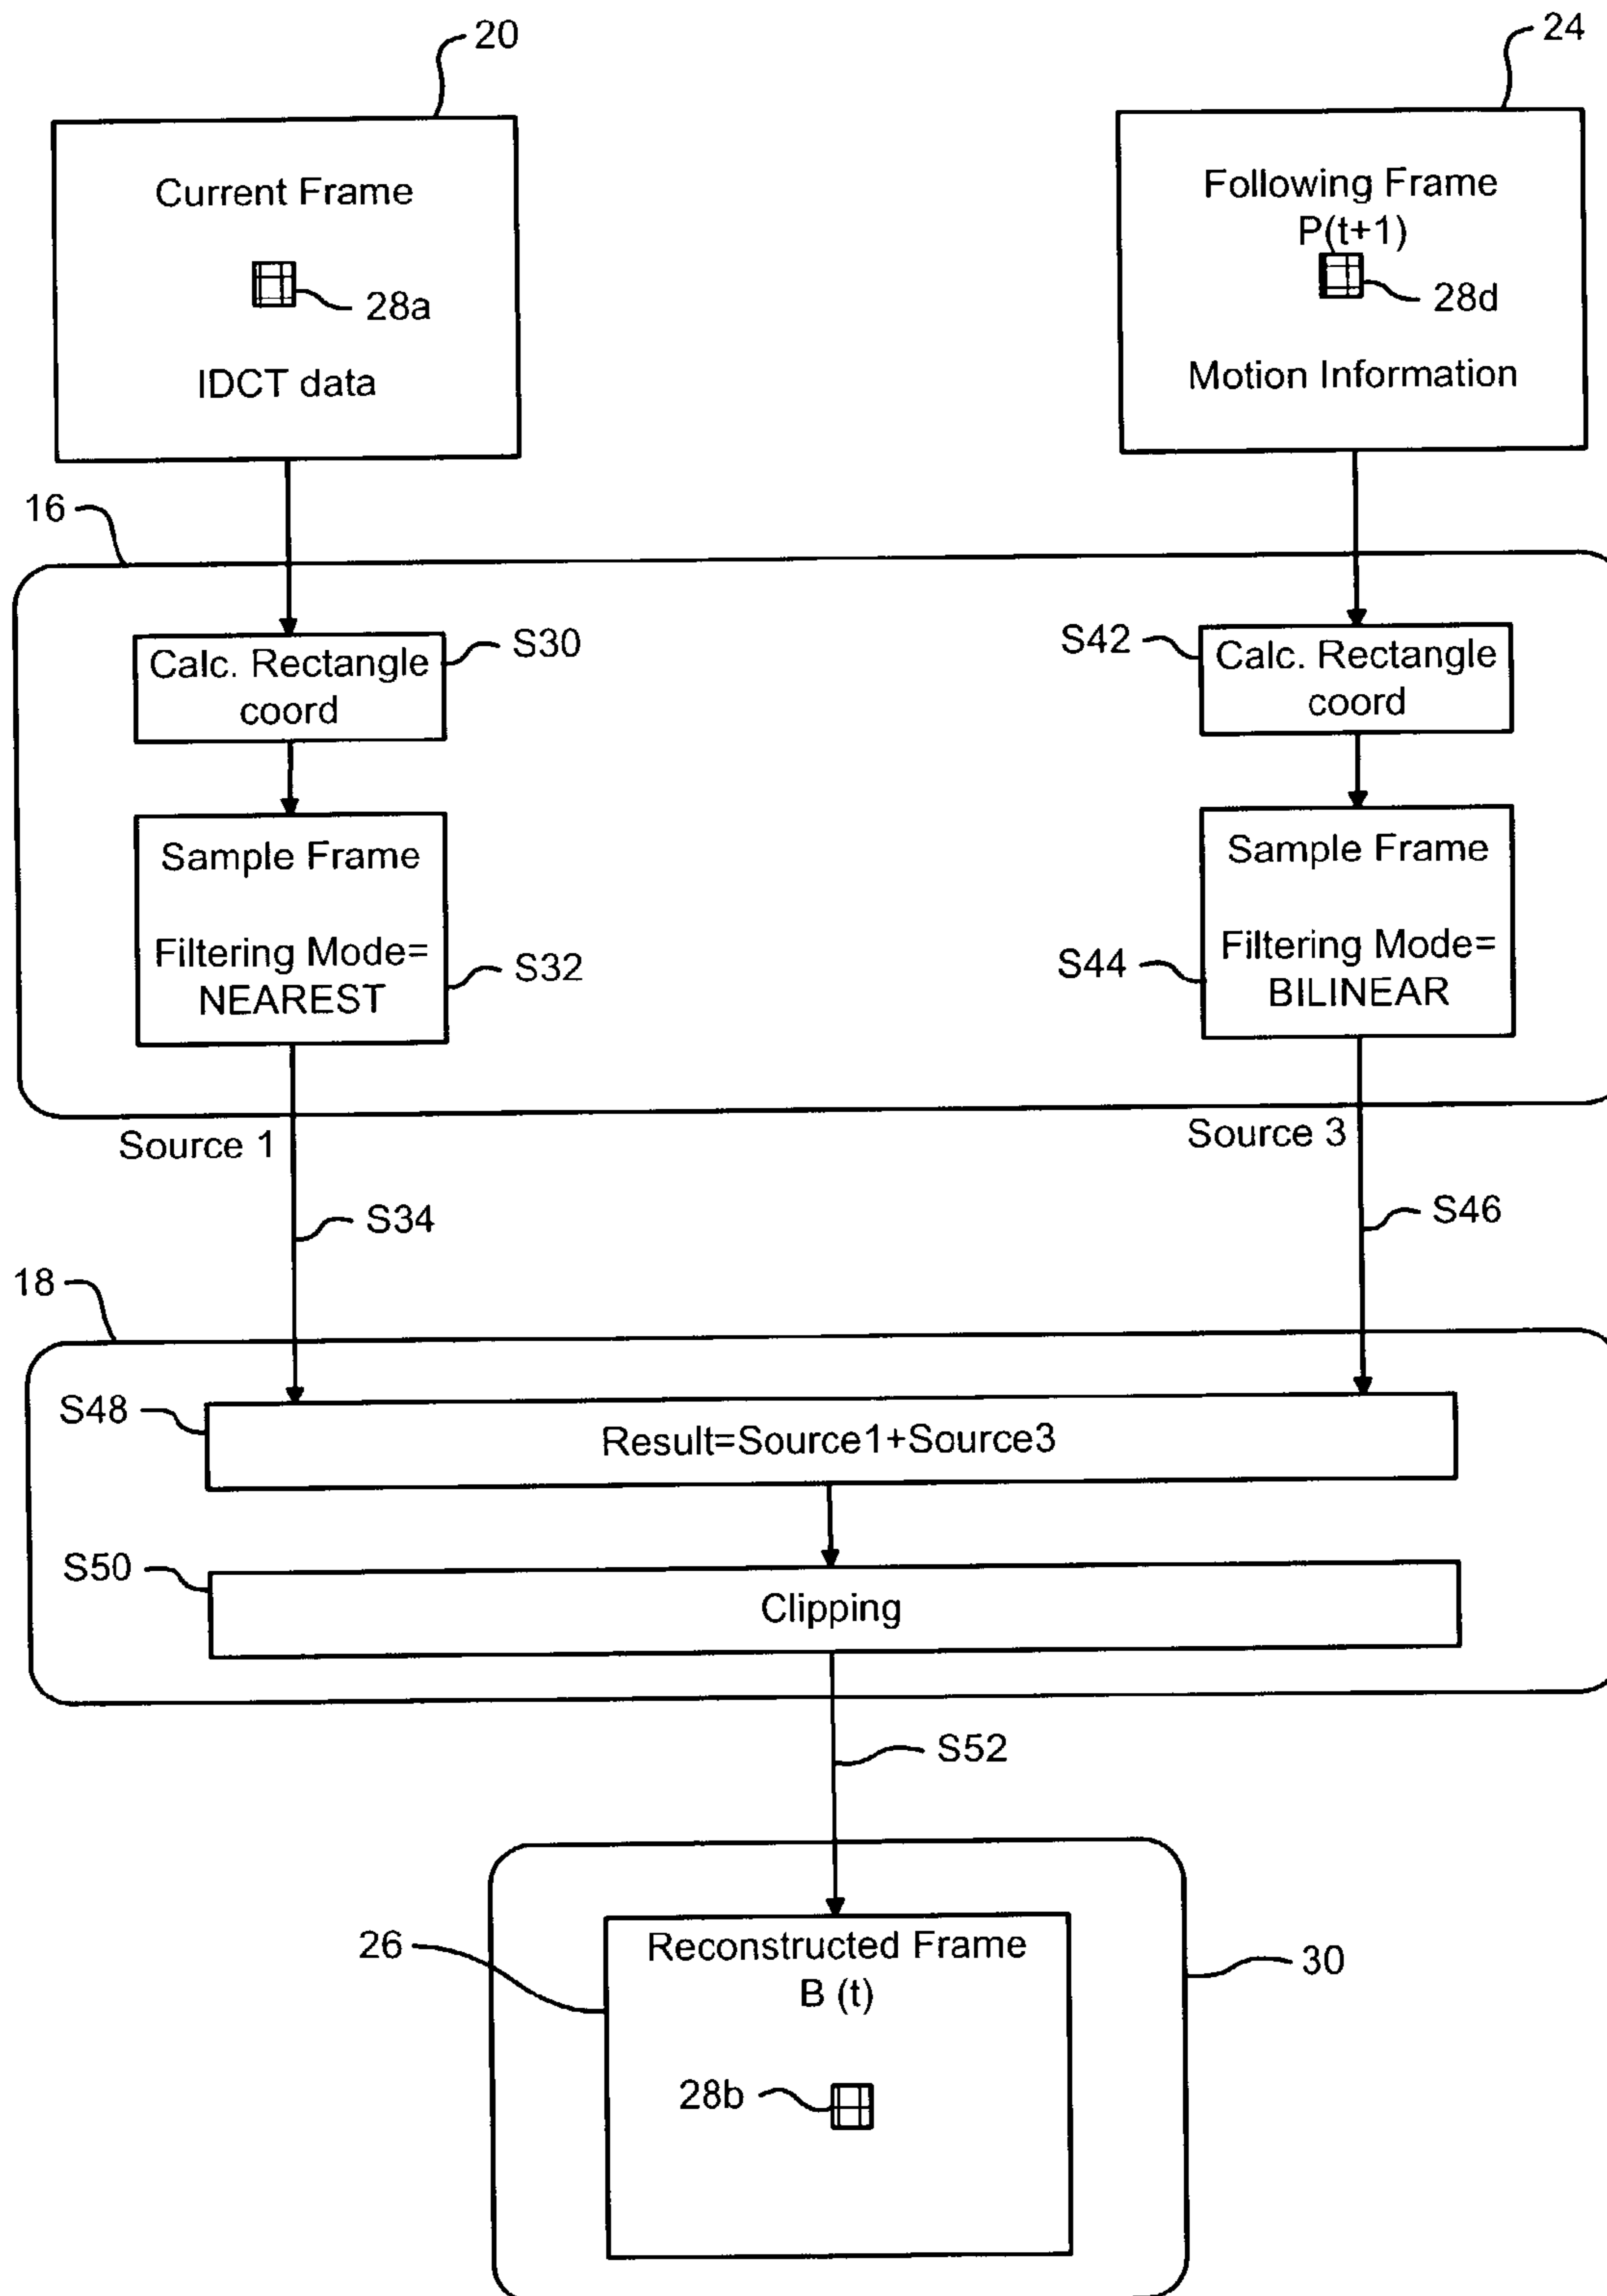 20
24
Current Frame
28a
IDCT data
Following Frame
P(t+1)
28d
Motion Information
16
Calc. Rectangle
coord
S30
S42
Calc. Rectangle
coord
Sample Frame
Filtering Mode=
NEAREST
S32
Sample Frame
S44
Filtering Mode=
BILINEAR
Source 1
Source 3
S34
S46
18
S48
Result=Source1+Source3
S50
Clipping
S52
26
Reconstructed Frame
B (t)
30
28b